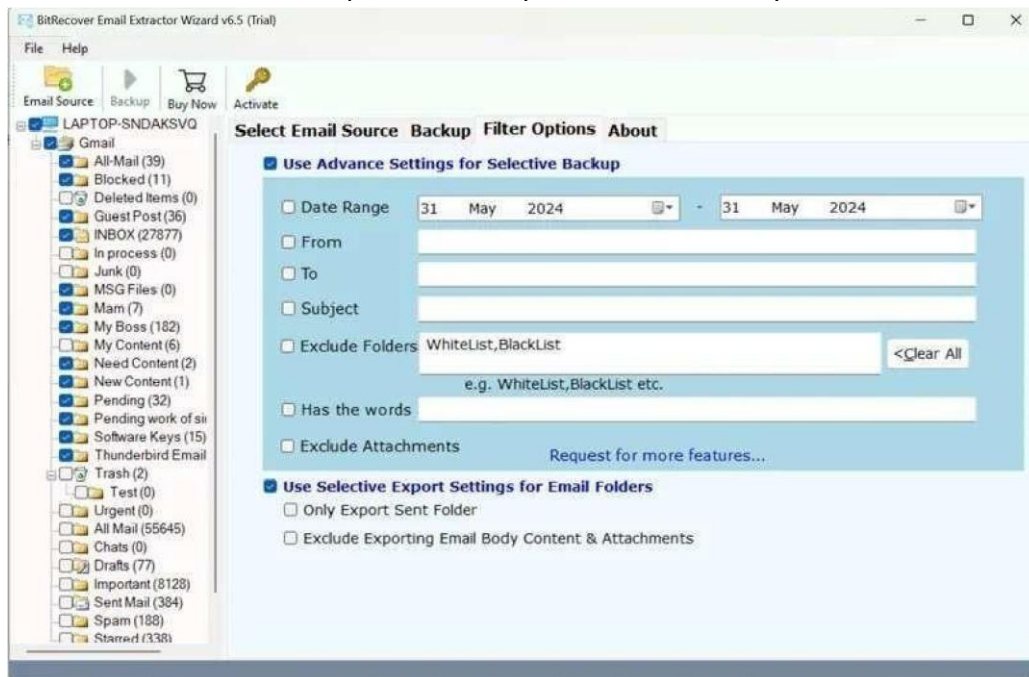 BitRecover Email Extractor Wizard v6.5 (Trial)
File Help
Email Source Backup Buy Now Activate
LAPTOP-SNDAKSVQ
Gmail
All-Mail (39)
Blocked (11)
Deleted Items (0)
Guest Post (36)
INBOX (27877)
In process (0)
Junk (0)
MSG Files (0)
Mam (7)
My Boss (182)
My Content (6)
Need Content (2)
New Content (1)
Pending (32)
Pending work of
Software Keys (15)
Thunderbird Email
Trash (2)
Test (0)
Urgent (0)
All Mail (55645)
Chats (0)
Drafts (77)
Important (8128)
Sent Mail (384)
Spam (188)
Starred (338)
Select Email Source Backup Filter Options About
Use Advance Settings for Selective Backup
Date Range 31 May 2024 - 31 May 2024
From
To
Subject
Exclude Folders WhiteList,BlackList <Clear All
e.g. WhiteList,BlackList etc.
Has the words
Exclude Attachments Request for more features...
Use Selective Export Settings for Email Folders
Only Export Sent Folder
Exclude Exporting Email Body Content & Attachments